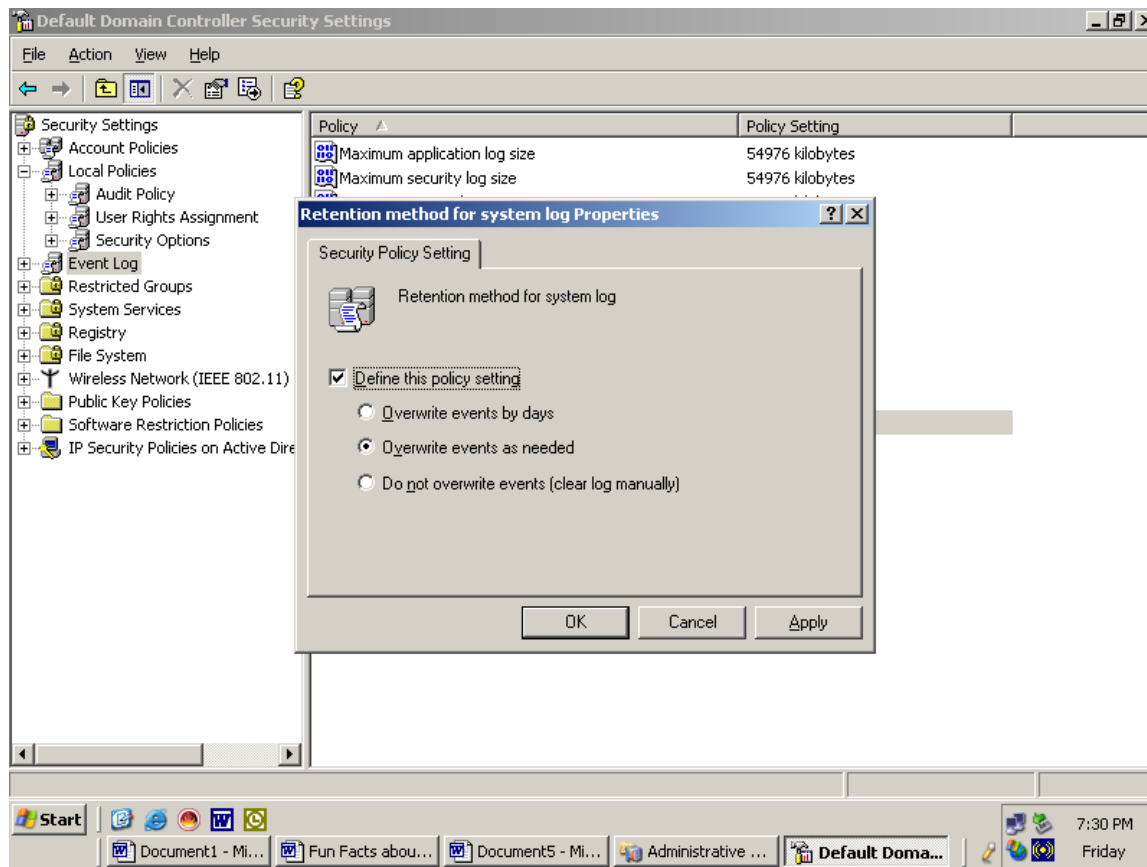 Default Domain Controller Security Settings
File Action View Help
Security Settings
Account Policies
Local Policies
Audit Policy
User Rights Assignment
Security Options
Event Log
Restricted Groups
System Services
Registry
File System
Wireless Network (IEEE 802.11)
Public Key Policies
Software Restriction Policies
IP Security Policies on Active Dire
Policy Policy Setting
Maximum application log size 54976 kilobytes
Maximum security log size 54976 kilobytes
Retention method for system log Properties
Security Policy Setting
Retention method for system log
Define this policy setting
Overwrite events by days
Overwrite events as needed
Do not overwrite events (clear log manually)
OK Cancel Apply
Start 7:30 PM
Document1 - Mi... Fun Facts abou... Document5 - Mi... Administrative ... Default Doma... Friday